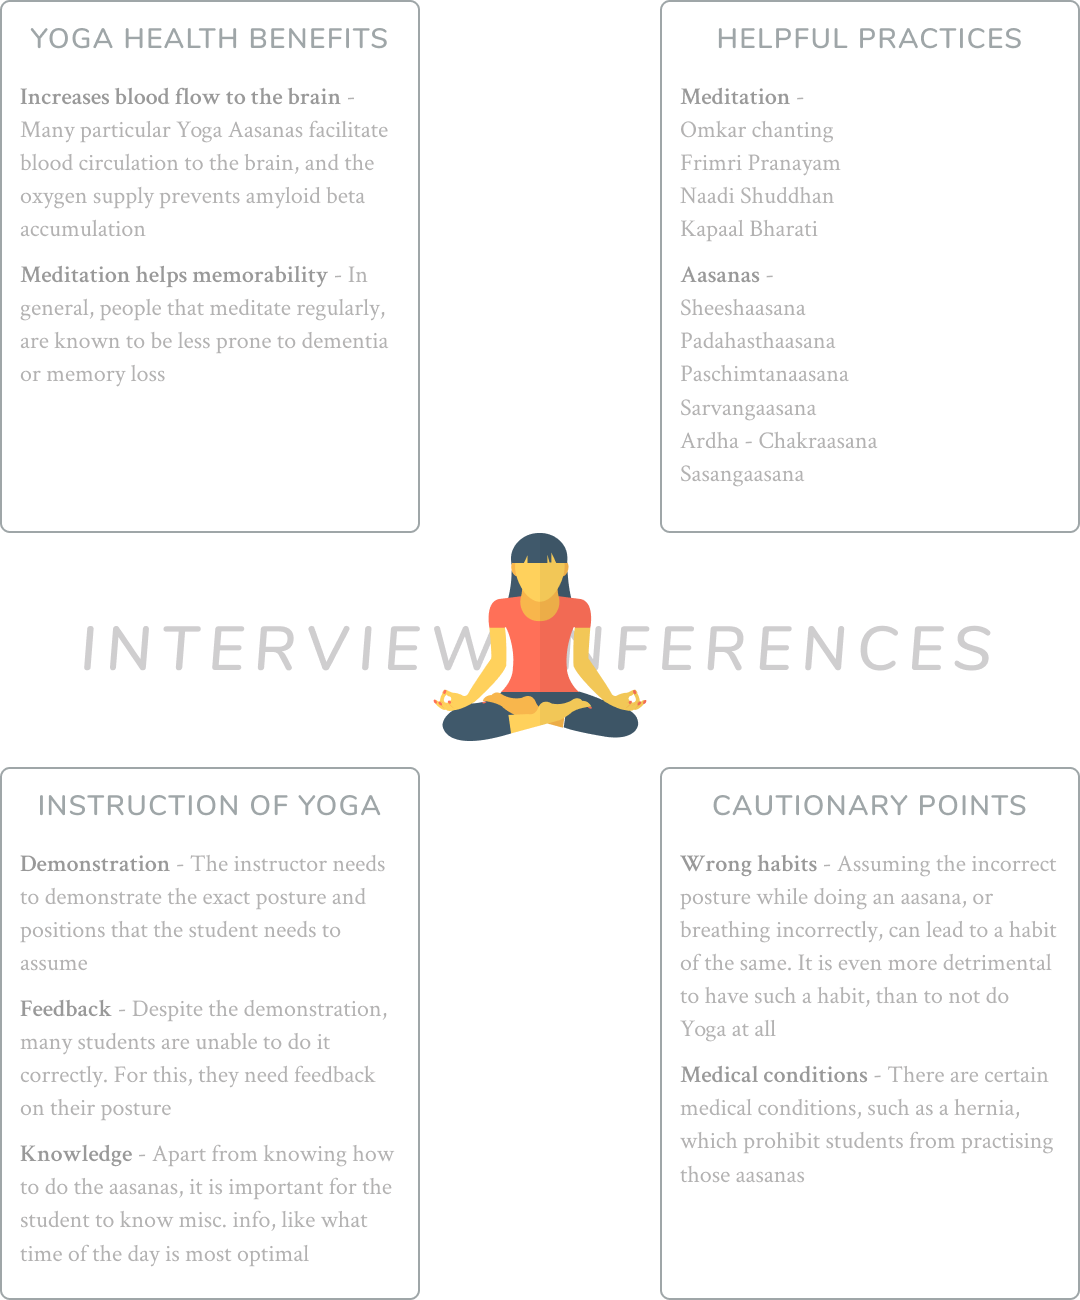 YOGA HEALTH BENEFITS
Increases blood flow to the brain -
Many particular Yoga Aasanas facilitate
blood circulation to the brain, and the
oxygen supply prevents amyloid beta
accumulation
Meditation helps memorability - In
general, people that meditate regularly,
are known to be less prone to dementia
or memory loss
HELPFUL PRACTICES
Meditation -
Omkar chanting
Frimri Pranayam
Naadi Shuddhan
Kapaal Bharati
Aasanas -
Sheeshaasana
Padahasthaasana
Paschimtanaasana
Sarvangaasana
Ardha - Chakraasana
Sasangaasana
INTERVIEW INFERENCES
INSTRUCTION OF YOGA
Demonstration - The instructor needs
to demonstrate the exact posture and
positions that the student needs to
assume
Feedback - Despite the demonstration,
many students are unable to do it
correctly. For this, they need feedback
on their posture
Knowledge - Apart from knowing how
to do the aasanas, it is important for the
student to know misc. info, like what
time of the day is most optimal
CAUTIONARY POINTS
Wrong habits - Assuming the incorrect
posture while doing an aasana, or
breathing incorrectly, can lead to a habit
of the same. It is even more detrimental
to have such a habit, than to not do
Yoga at all
Medical conditions - There are certain
medical conditions, such as a hernia,
which prohibit students from practising
those aasanas